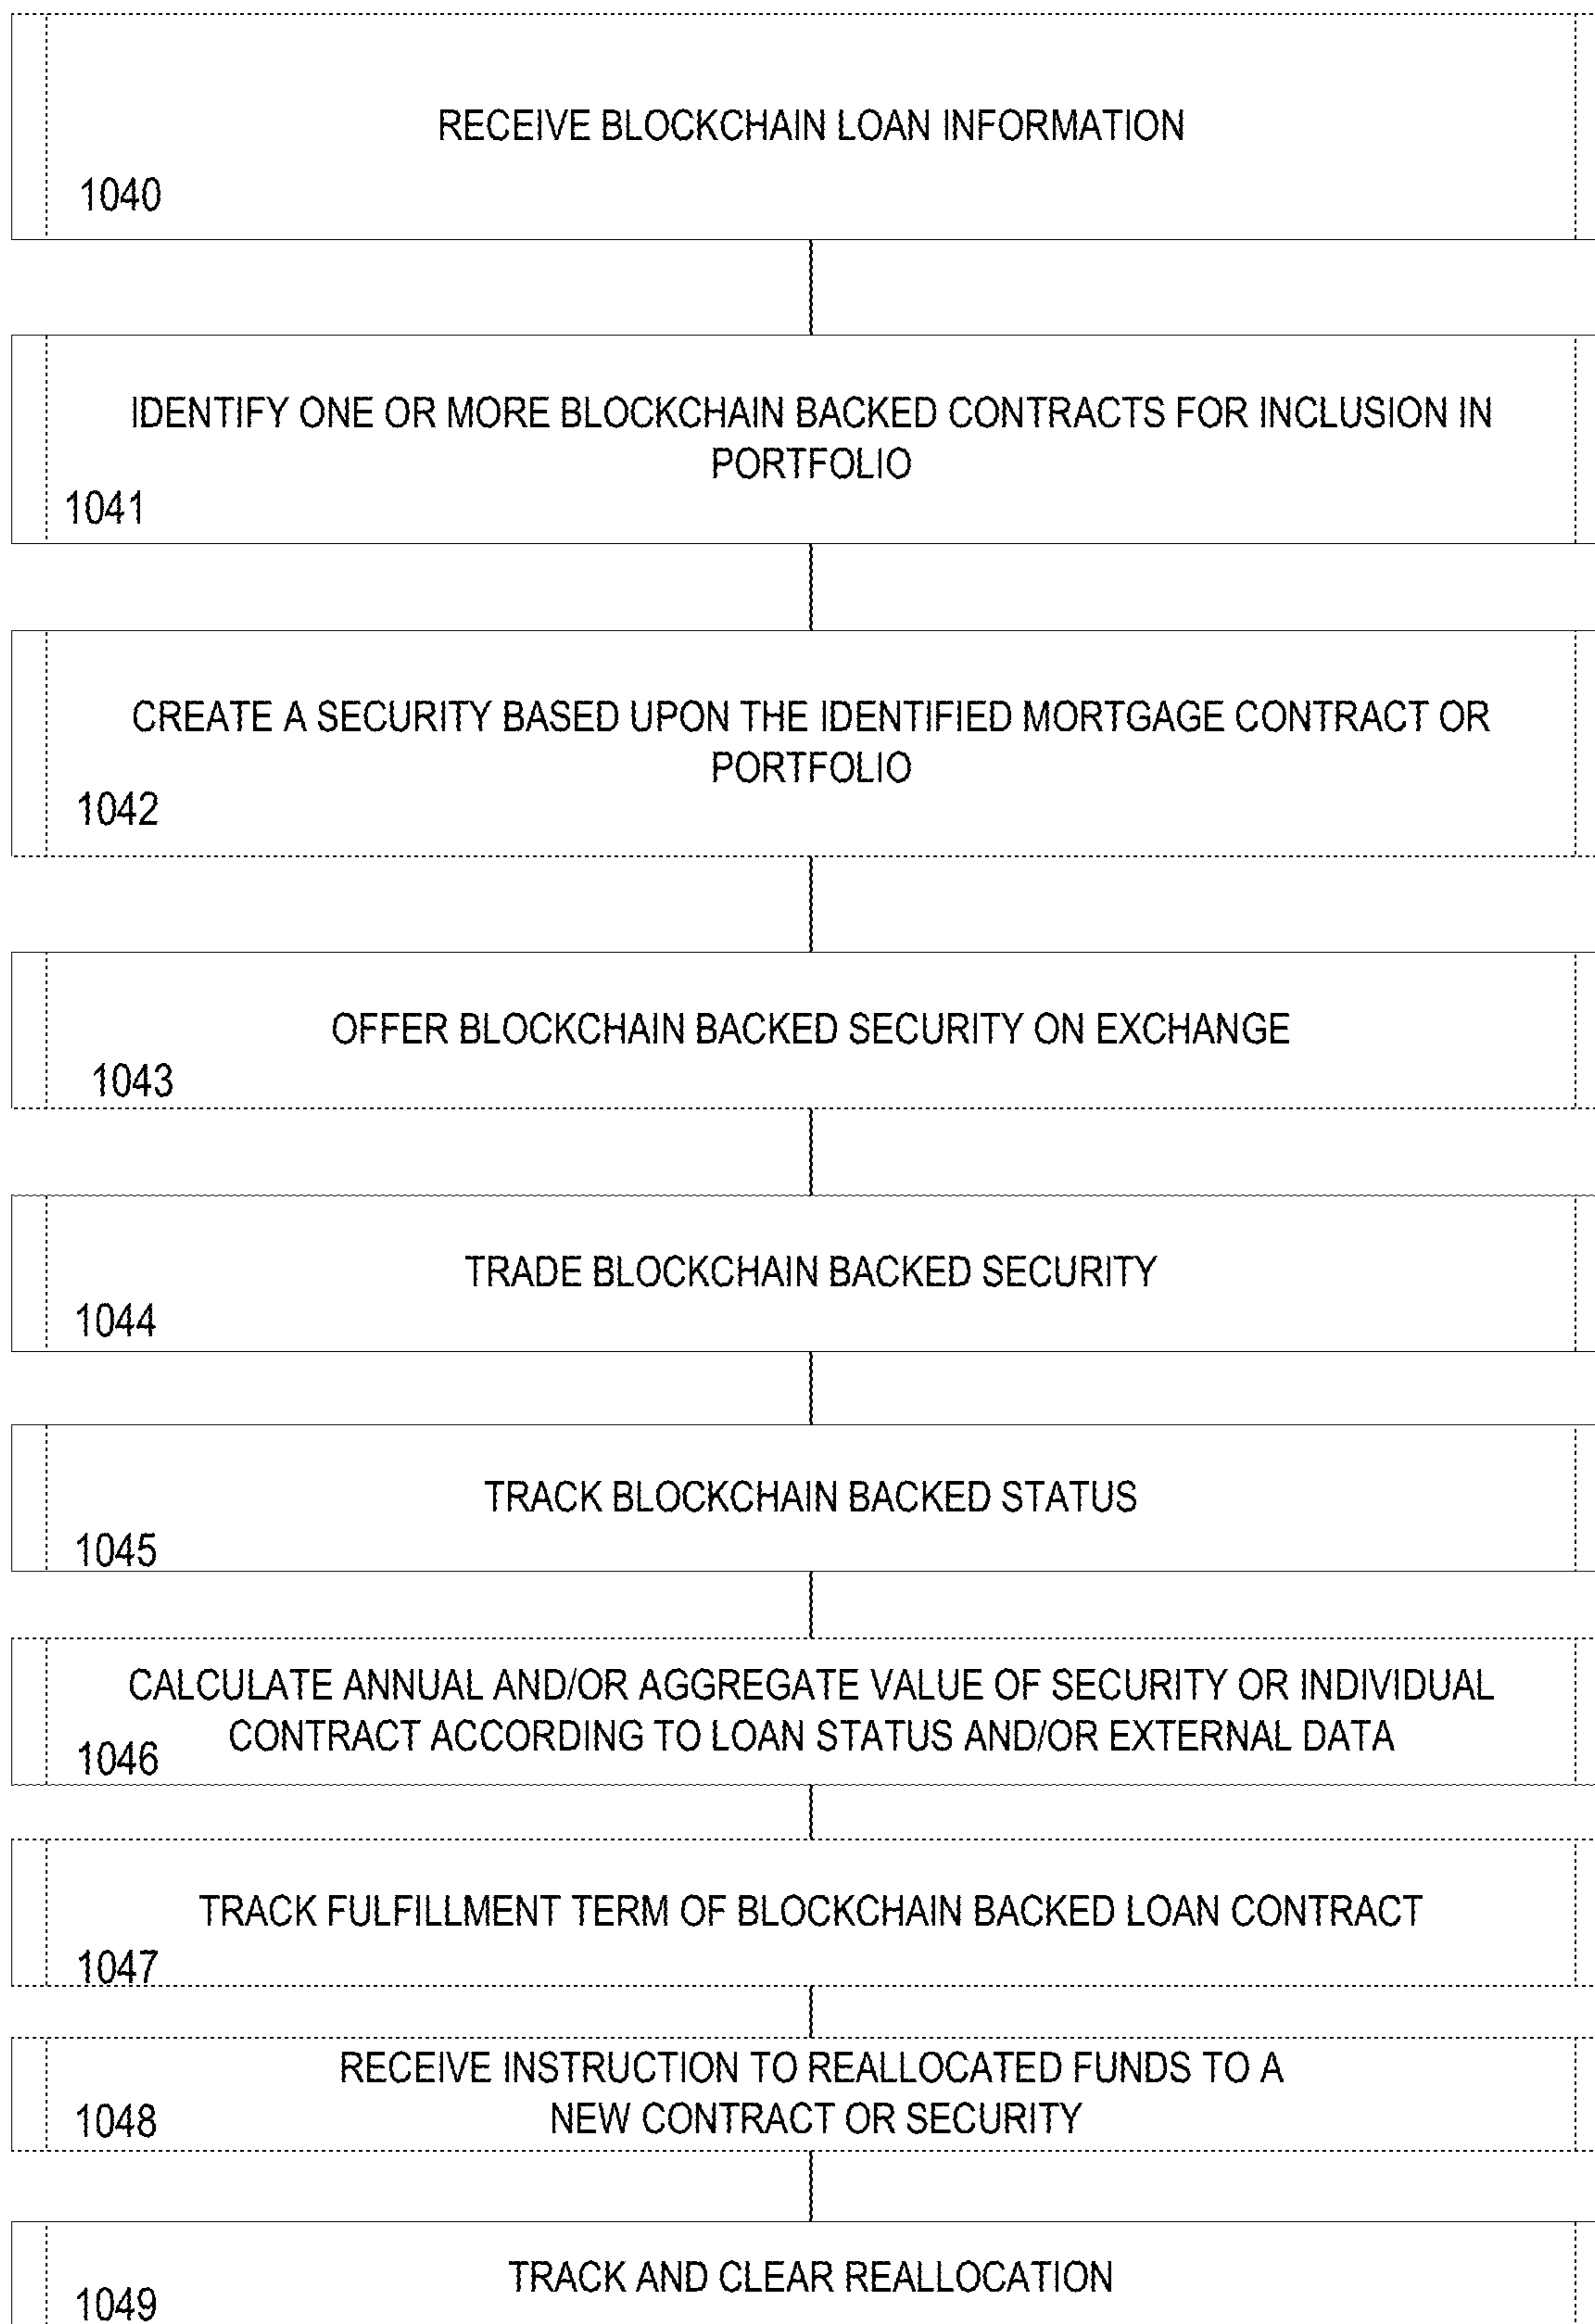 RECEIVE BLOCKCHAIN LOAN INFORMATION
1040
IDENTIFY ONE OR MORE BLOCKCHAIN BACKED CONTRACTS FOR INCLUSION IN
PORTFOLIO
1041
CREATE A SECURITY BASED UPON THE IDENTIFIED MORTGAGE CONTRACT OR
PORTFOLIO
1042
OFFER BLOCKCHAIN BACKED SECURITY ON EXCHANGE
1043
TRADE BLOCKCHAIN BACKED SECURITY
1044
TRACK BLOCKCHAIN BACKED STATUS
1045
CALCULATE ANNUAL AND/OR AGGREGATE VALUE OF SECURITY OR INDIVIDUAL
CONTRACT ACCORDING TO LOAN STATUS AND/OR EXTERNAL DATA
1046
TRACK FULFILLMENT TERM OF BLOCKCHAIN BACKED LOAN CONTRACT
1047
RECEIVE INSTRUCTION TO REALLOCATED FUNDS TO A
NEW CONTRACT OR SECURITY
1048
TRACK AND CLEAR REALLOCATION
1049